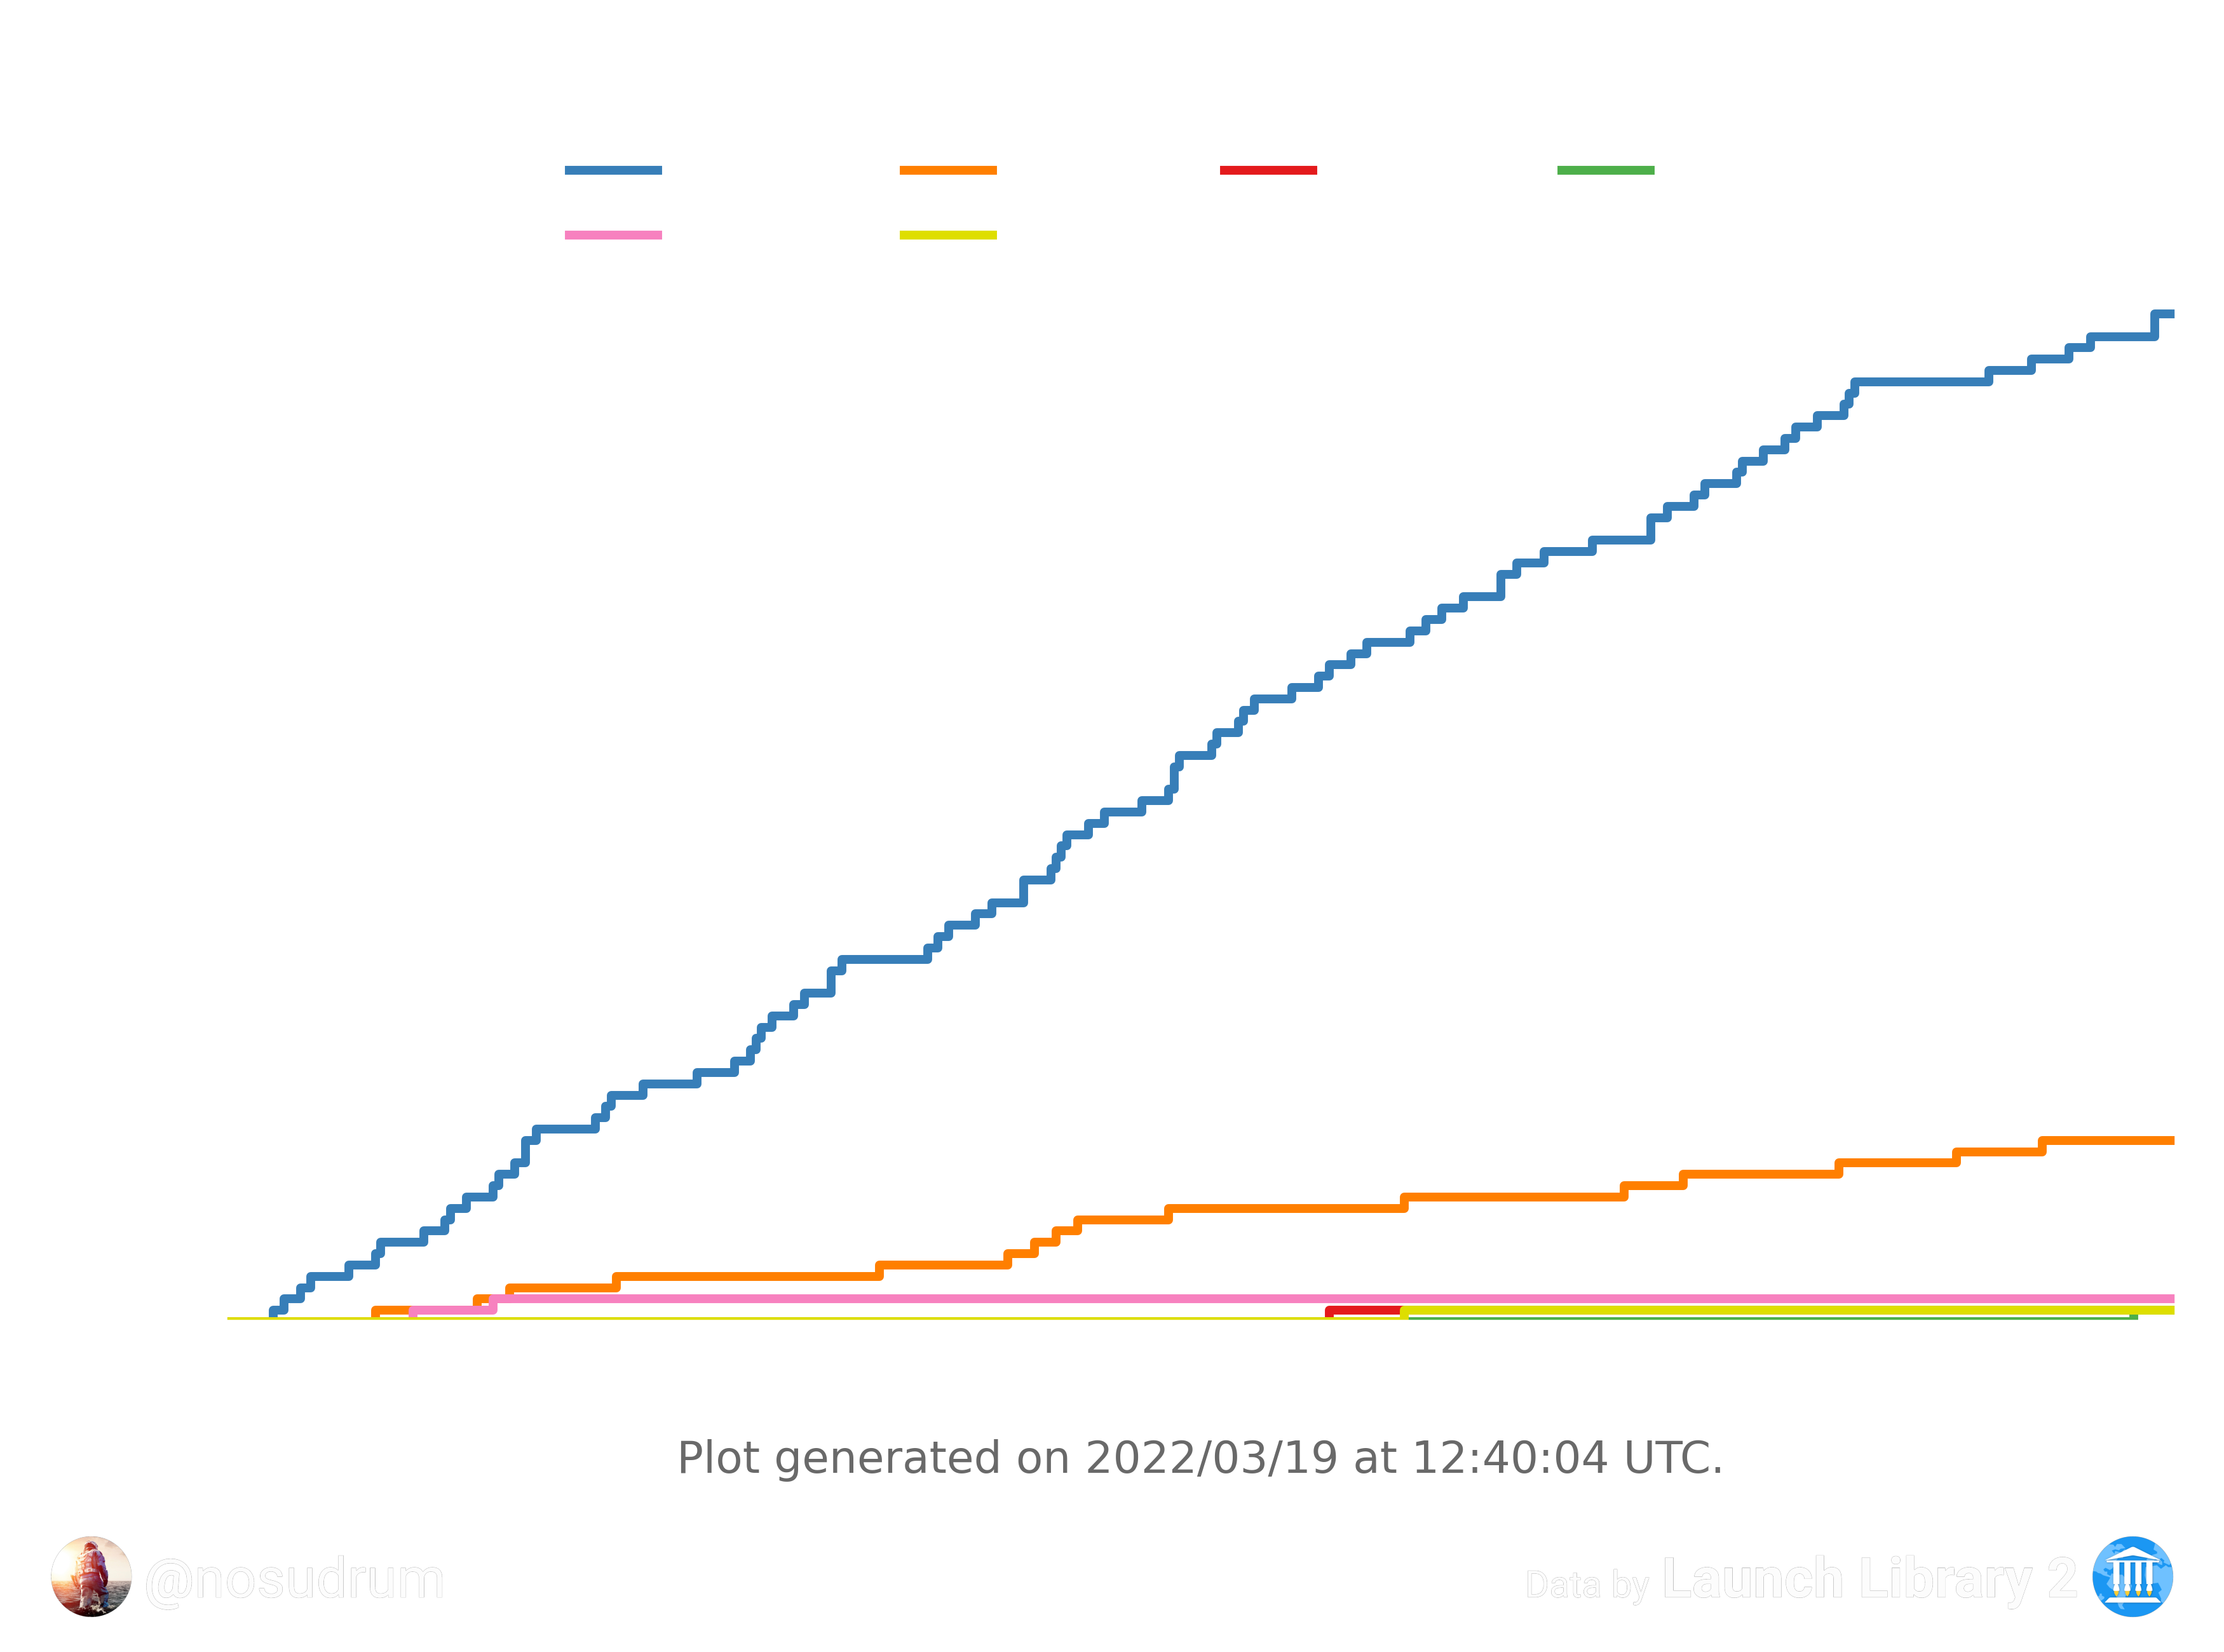 Plot generated on 2022/03/19 at 12:40:04 UTC.
@nosudrum
Data by Launch Library 2